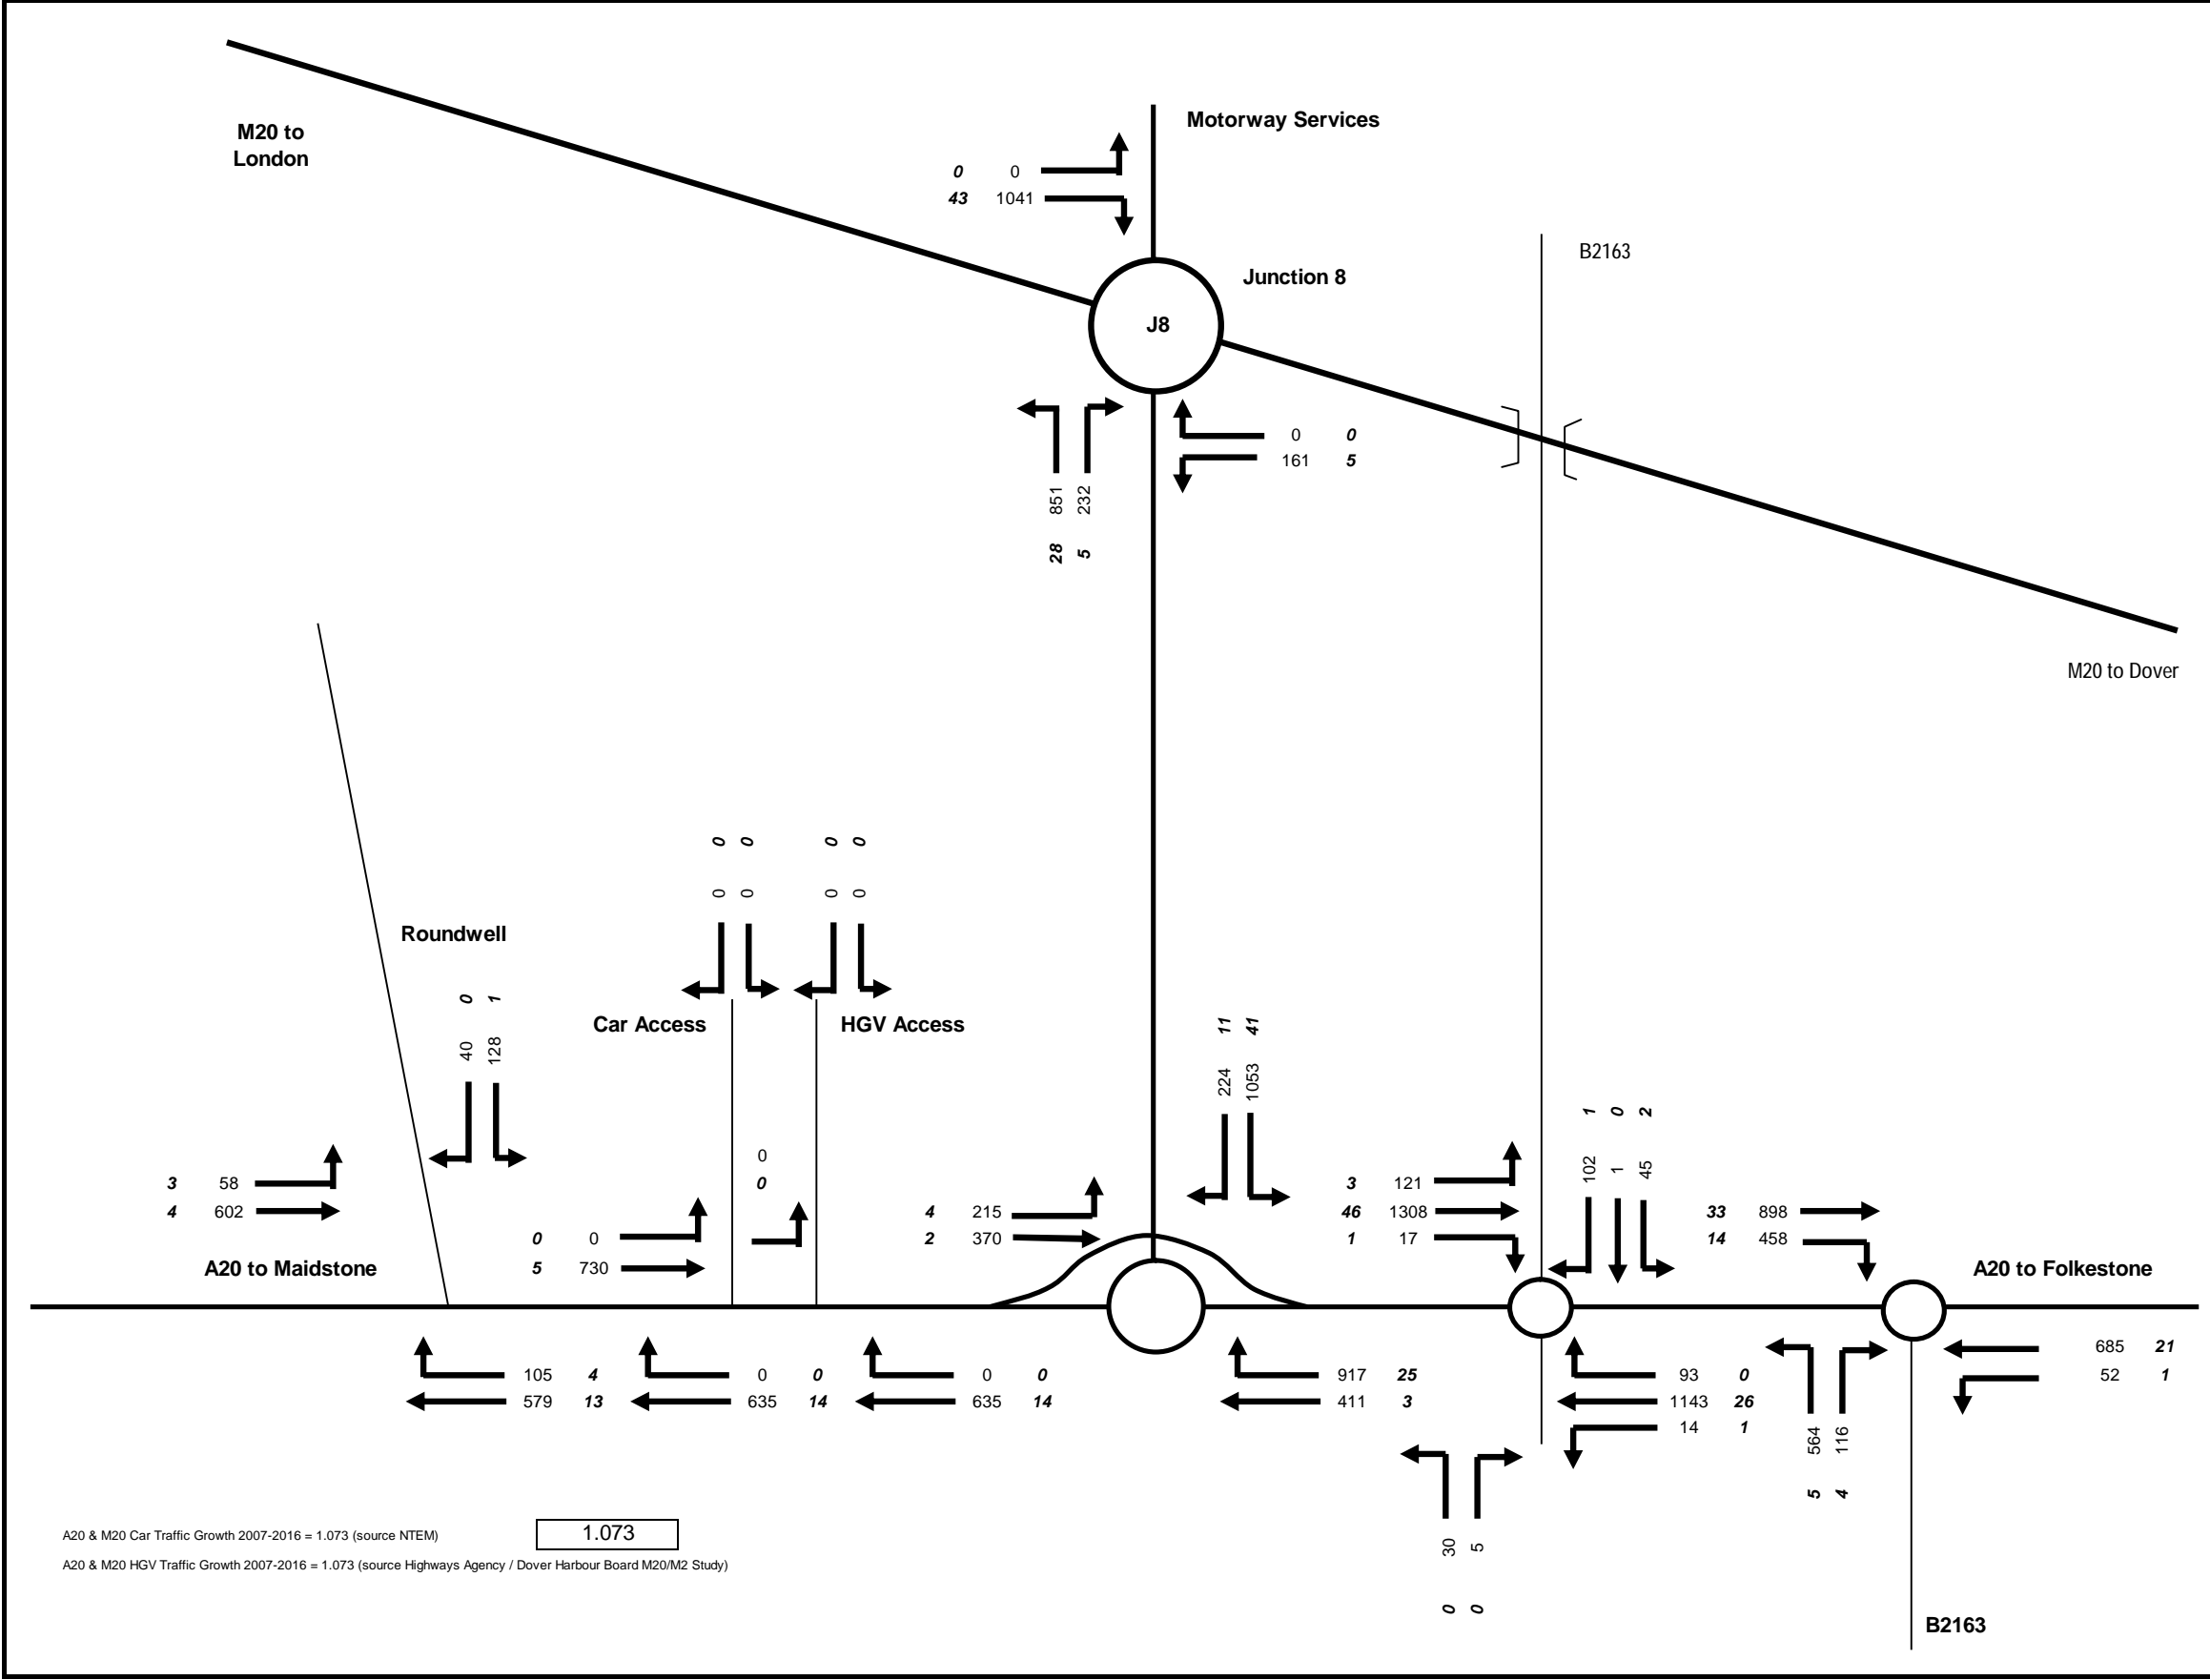 M20 to
London
Motorway Services
0 0
43 1041
B2163
Junction 8
J8
0 0
161 5
851 232
28 5
M20 to Dover
0 0 0 0
0 0 0 0
Roundwell
0 1
40 128
Car Access
HGV Access
11 41
224 1053
1 0 2
102 1 45
0
0
3 58
4 602
0 0
5 730
4 215
2 370
3 121
46 1308
1 17
33 898
14 458
A20 to Maidstone
A20 to Folkestone
105 4
579 13
0 0
635 14
0 0
635 14
917 25
411 3
93 0
1143 26
14 1
685 21
52 1
564 116
5 4
30 5
0 0
A20 & M20 Car Traffic Growth 2007-2016 = 1.073 (source NTEM)
1.073
A20 & M20 HGV Traffic Growth 2007-2016 = 1.073 (source Highways Agency / Dover Harbour Board M20/M2 Study)
B2163